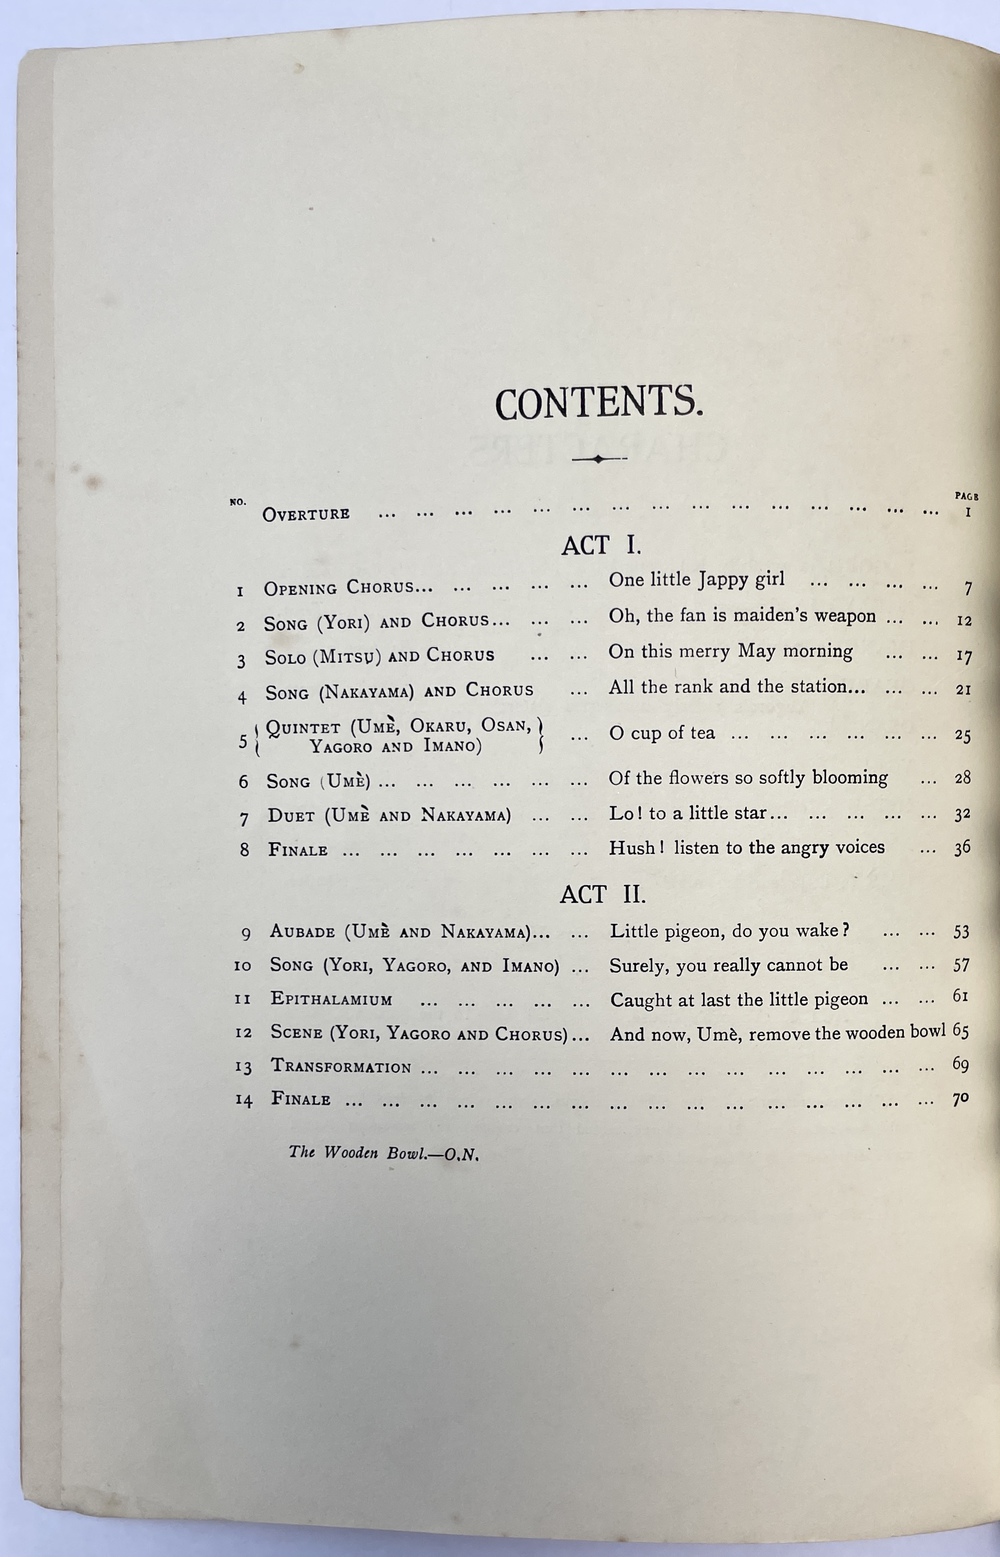 CONTENTS.
NO. PAGE
OVERTURE ... ... ... ... ... ... ... ... ... ... ... ... ... ... ... 1
ACT I.
1 OPENING CHORUS... ... ... ... ... One little Jappy girl ... ... ... ... 7
2 SONG (YORI) AND CHORUS... ... ... Oh, the fan is maiden's weapon ... ... 12
3 SOLO (MITSU) AND CHORUS ... ... On this merry May morning ... ... 17
4 SONG (NAKAYAMA) AND CHORUS ... All the rank and the station... ... ... 21
5 { QUINTET (UMÈ, OKARU, OSAN, }
YAGORO AND IMANO) ... O cup of tea ... ... ... ... ... ... 25
6 SONG (UMÈ) ... ... ... ... ... ... Of the flowers so softly blooming ... 28
7 DUET (UMÈ AND NAKAYAMA) ... ... Lo! to a little star... ... ... ... ... 32
8 FINALE ... ... ... ... ... ... ... Hush! listen to the angry voices ... 36
ACT II.
9 AUBADE (UMÈ AND NAKAYAMA)... ... Little pigeon, do you wake? ... ... 53
10 SONG (YORI, YAGORO, AND IMANO) ... Surely, you really cannot be ... ... 57
11 EPITHALAMIUM ... ... ... ... ... Caught at last the little pigeon ... ... 61
12 SCENE (YORI, YAGORO AND CHORUS)... And now, Umè, remove the wooden bowl 65
13 TRANSFORMATION ... ... ... ... ... ... ... ... ... ... ... ... ... ... 69
14 FINALE ... ... ... ... ... ... ... ... ... ... ... ... ... ... ... ... 70
The Wooden Bowl.—O.N.